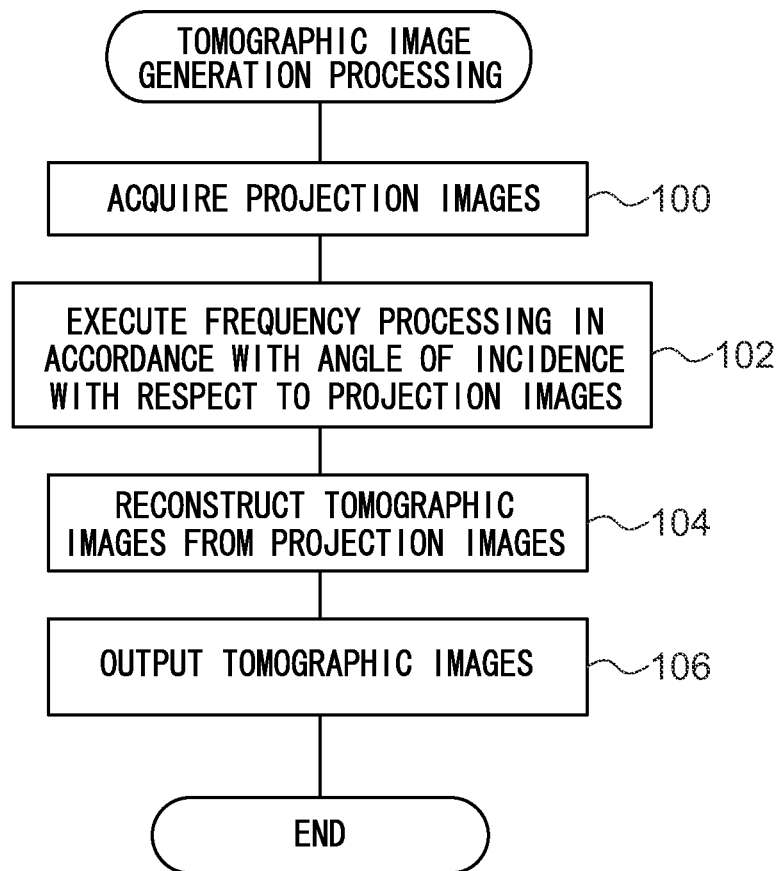 TOMOGRAPHIC IMAGE
GENERATION PROCESSING
ACQUIRE PROJECTION IMAGES
100
EXECUTE FREQUENCY PROCESSING IN
ACCORDANCE WITH ANGLE OF INCIDENCE
WITH RESPECT TO PROJECTION IMAGES
102
RECONSTRUCT TOMOGRAPHIC
IMAGES FROM PROJECTION IMAGES
104
OUTPUT TOMOGRAPHIC IMAGES
106
END